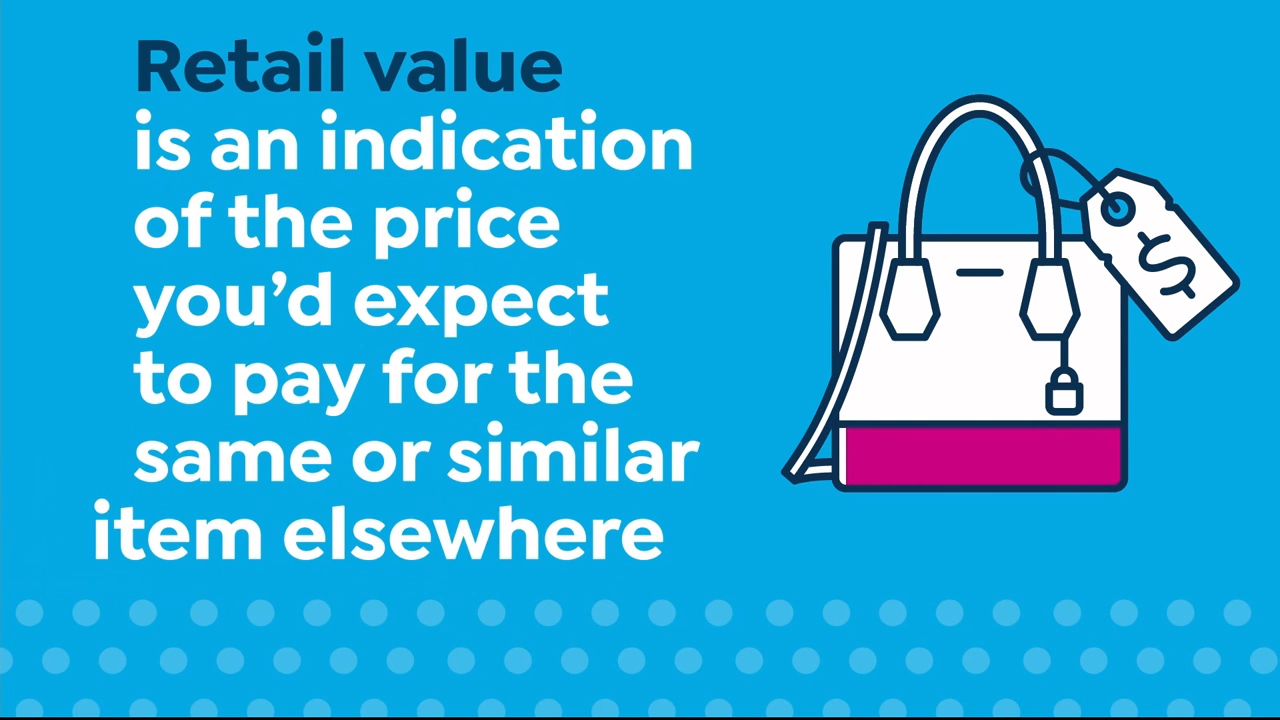 Retail value
is an indication
of the price
you’d expect
to pay for the
same or similar
item elsewhere
$